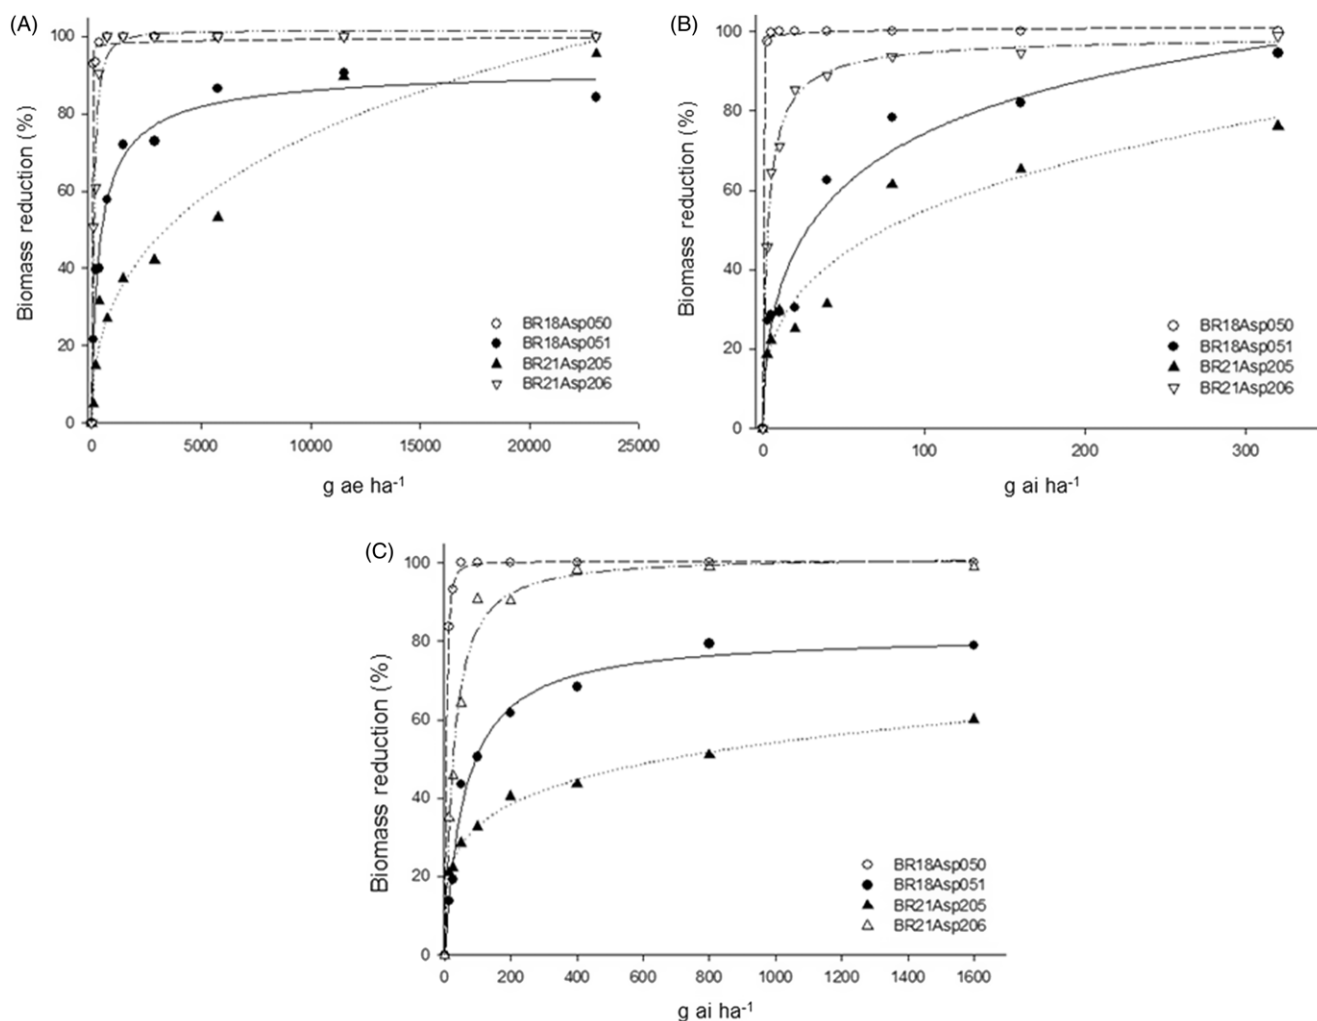 (A)
Biomass reduction (%)
100
80
60
40
20
0
BR18Asp050
BR18Asp051
BR21Asp205
BR21Asp206
0 5000 10000 15000 20000 25000
g ae ha-1
(B)
Biomass reduction (%)
100
80
60
40
20
0
BR18Asp050
BR18Asp051
BR21Asp205
BR21Asp206
0 100 200 300
g ai ha-1
(C)
Biomass reduction (%)
100
80
60
40
20
0
BR18Asp050
BR18Asp051
BR21Asp205
BR21Asp206
0 200 400 600 800 1000 1200 1400 1600
g ai ha-1